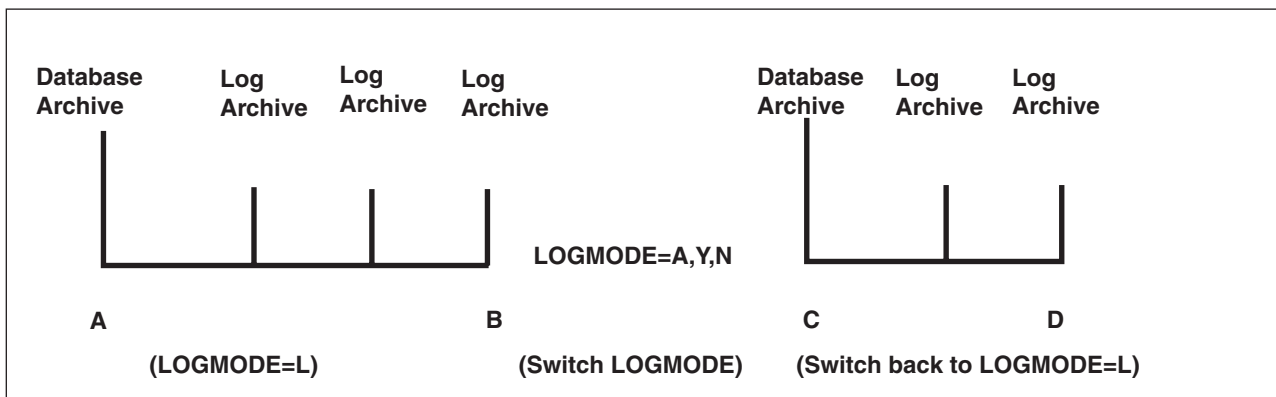 Database
Archive
Log
Archive
Log
Archive
Log
Archive
Database
Archive
Log
Archive
Log
Archive
LOGMODE=A,Y,N
A
B
C
D
(LOGMODE=L)
(Switch LOGMODE)
(Switch back to LOGMODE=L)